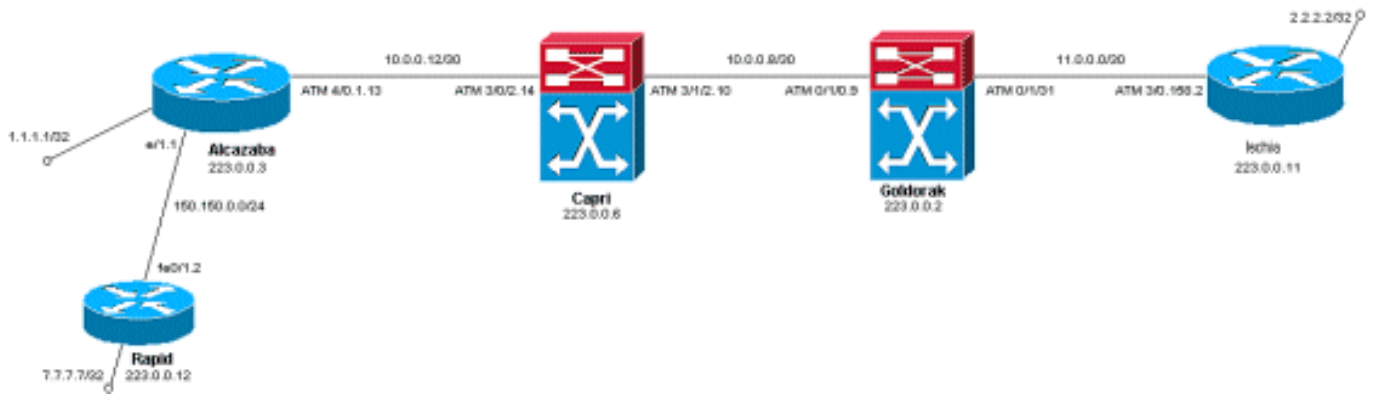 2.2.2.2/32
10.0.0.12/30
10.0.0.8/30
11.0.0.0/30
ATM 4/0.1.13
ATM 3/0/2.14
ATM 3/1/2.10
ATM 0/1/0.9
ATM 0/1/31
ATM 3/0.158.2
1.1.1.1/32
e/1.1
Alcazaba
223.0.0.3
Capri
223.0.0.6
Goldorak
223.0.0.2
Ischia
223.0.0.11
150.150.0.0/24
fa0/1.2
Rapid
7.7.7.7/32
223.0.0.12